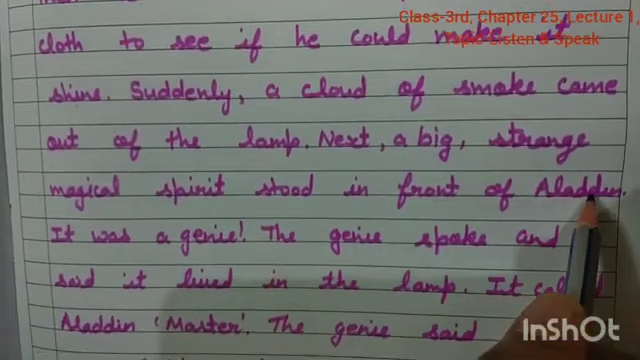 Class-3rd, Chapter 25, Lecture 1,
Listen & Speak
cloth to see if he could make it
shine. Suddenly, a cloud of smoke came
out of the lamp. Next, a big, strange
magical spirit stood in front of Aladdin.
It was a genie! The genie spoke and
said it lived in the lamp. It
Aladdin 'Master'. The genie said
InShOt